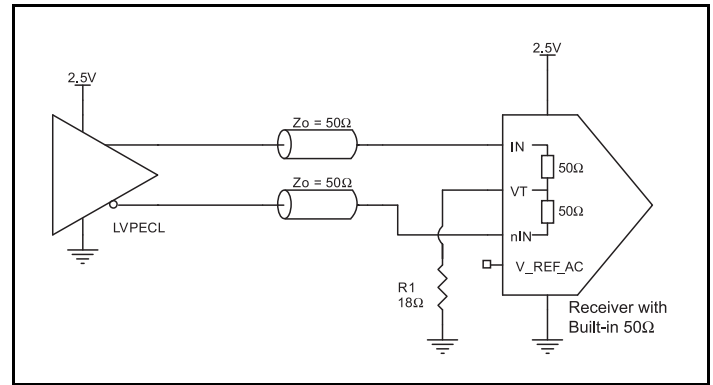 2.5V
2.5V
Zo = 50Ω
IN
50Ω
Zo = 50Ω
VT
50Ω
LVPECL
nIN
V_REF_AC
R1
18Ω
Receiver with
Built-in 50Ω